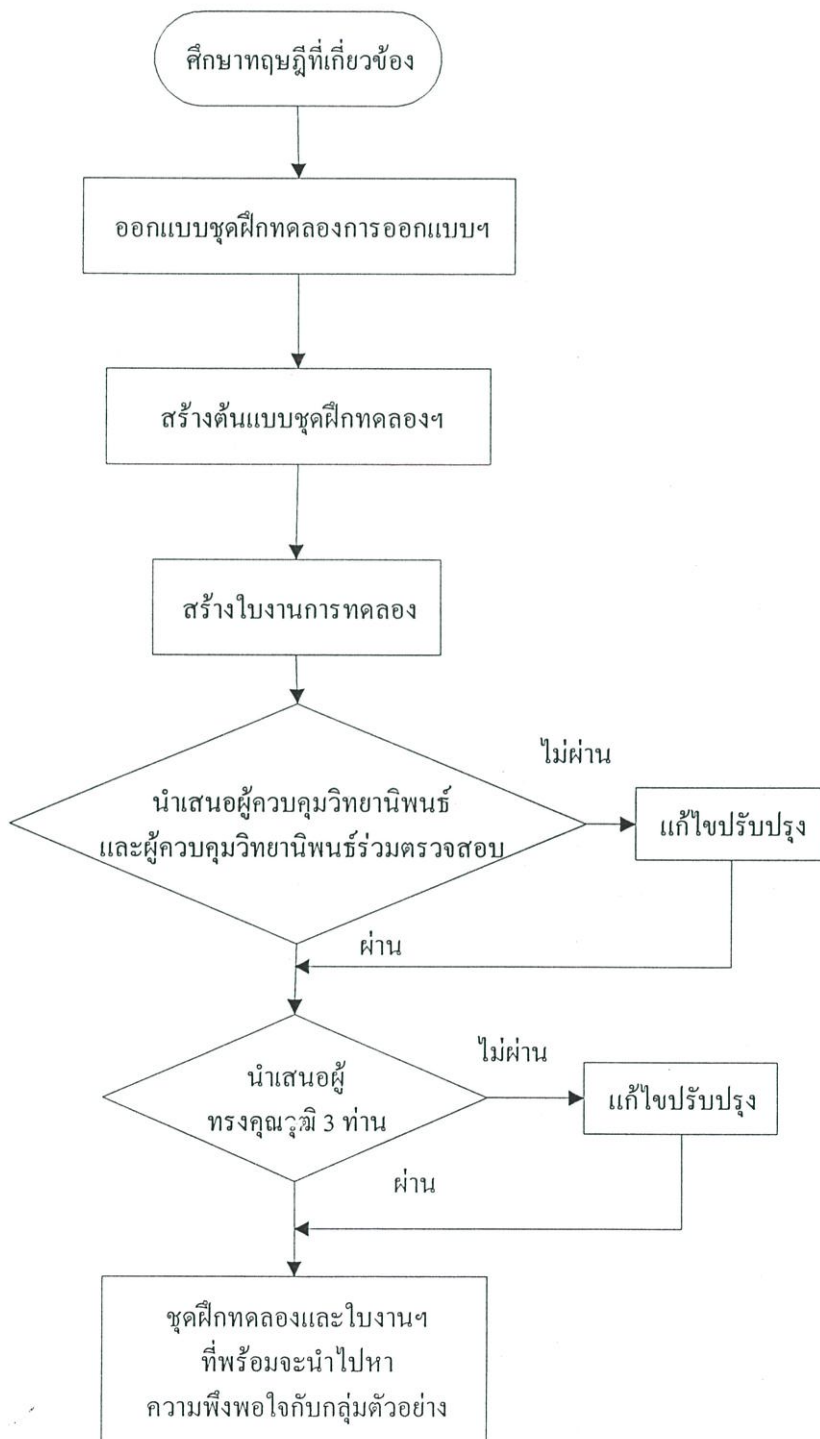 ศึกษาทฤษฎีที่เกี่ยวข้อง
ออกแบบชุดฝึกทดลองการออกแบบฯ
สร้างต้นแบบชุดฝึกทดลองฯ
สร้างใบงานการทดลอง
นำเสนอผู้ควบคุมวิทยานิพนธ์
และผู้ควบคุมวิทยานิพนธ์ร่วมตรวจสอบ
ไม่ผ่าน
แก้ไขปรับปรุง
ผ่าน
นำเสนอผู้
ทรงคุณวุฒิ 3 ท่าน
ไม่ผ่าน
แก้ไขปรับปรุง
ผ่าน
ชุดฝึกทดลองและใบงานฯ
ที่พร้อมจะนำไปหา
ความพึงพอใจกับกลุ่มตัวอย่าง